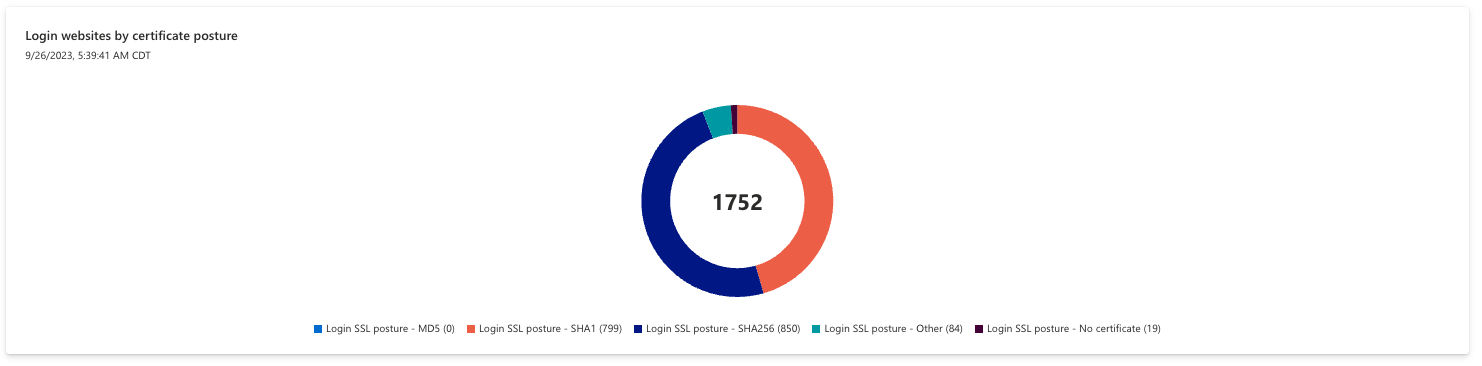 Login websites by certificate posture
9/26/2023, 5:39:41 AM CDT
1752
Login SSL posture - MD5 (0) Login SSL posture - SHA1 (799) Login SSL posture - SHA256 (850) Login SSL posture - Other (84) Login SSL posture - No certificate (19)